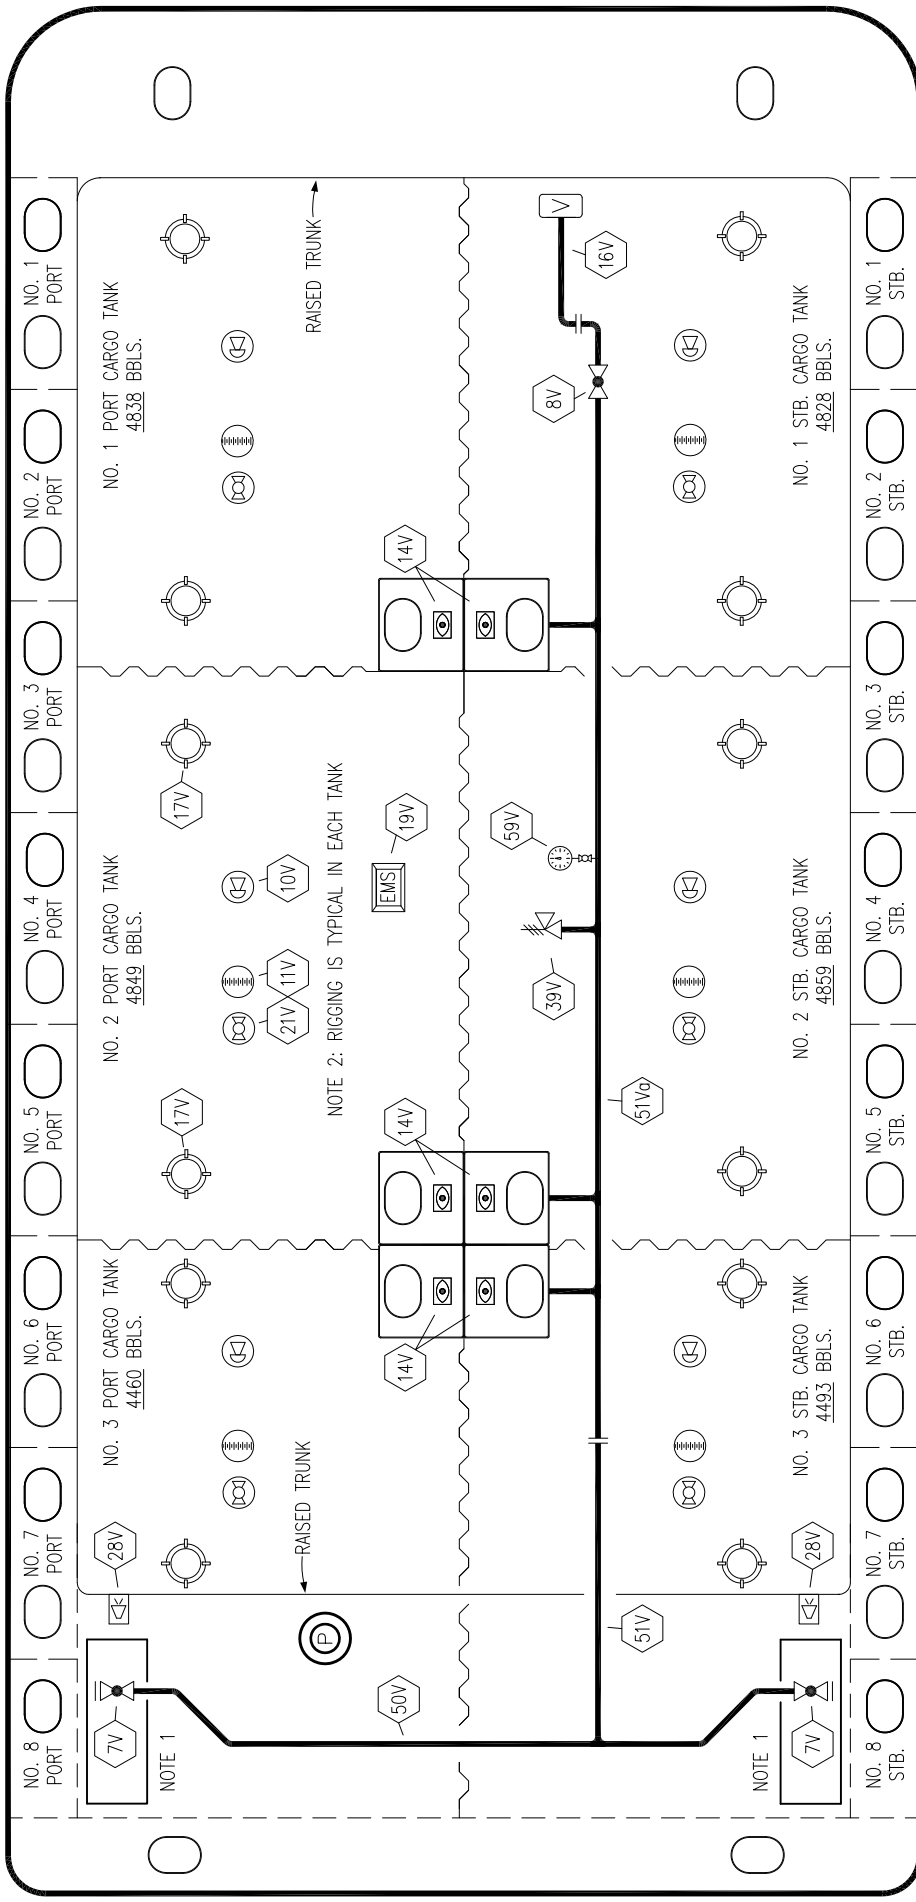 NO. 8
PORT
NO. 7
PORT
NO. 6
PORT
NO. 5
PORT
NO. 4
PORT
NO. 3
PORT
NO. 2
PORT
NO. 1
PORT
7V
NOTE 1
28V
NO. 3 PORT CARGO TANK
4460 BBLS.
NO. 2 PORT CARGO TANK
4849 BBLS.
NO. 1 PORT CARGO TANK
4838 BBLS.
17V
17V
21V
11V
10V
P
RAISED TRUNK
NOTE 2: RIGGING IS TYPICAL IN EACH TANK
RAISED TRUNK
50V
14V
14V
EMS
19V
14V
39V
59V
8V
V
16V
51V
51Va
NOTE 1
7V
28V
NO. 3 STB. CARGO TANK
4493 BBLS.
NO. 2 STB. CARGO TANK
4859 BBLS.
NO. 1 STB. CARGO TANK
4828 BBLS.
NO. 8
STB.
NO. 7
STB.
NO. 6
STB.
NO. 5
STB.
NO. 4
STB.
NO. 3
STB.
NO. 2
STB.
NO. 1
STB.